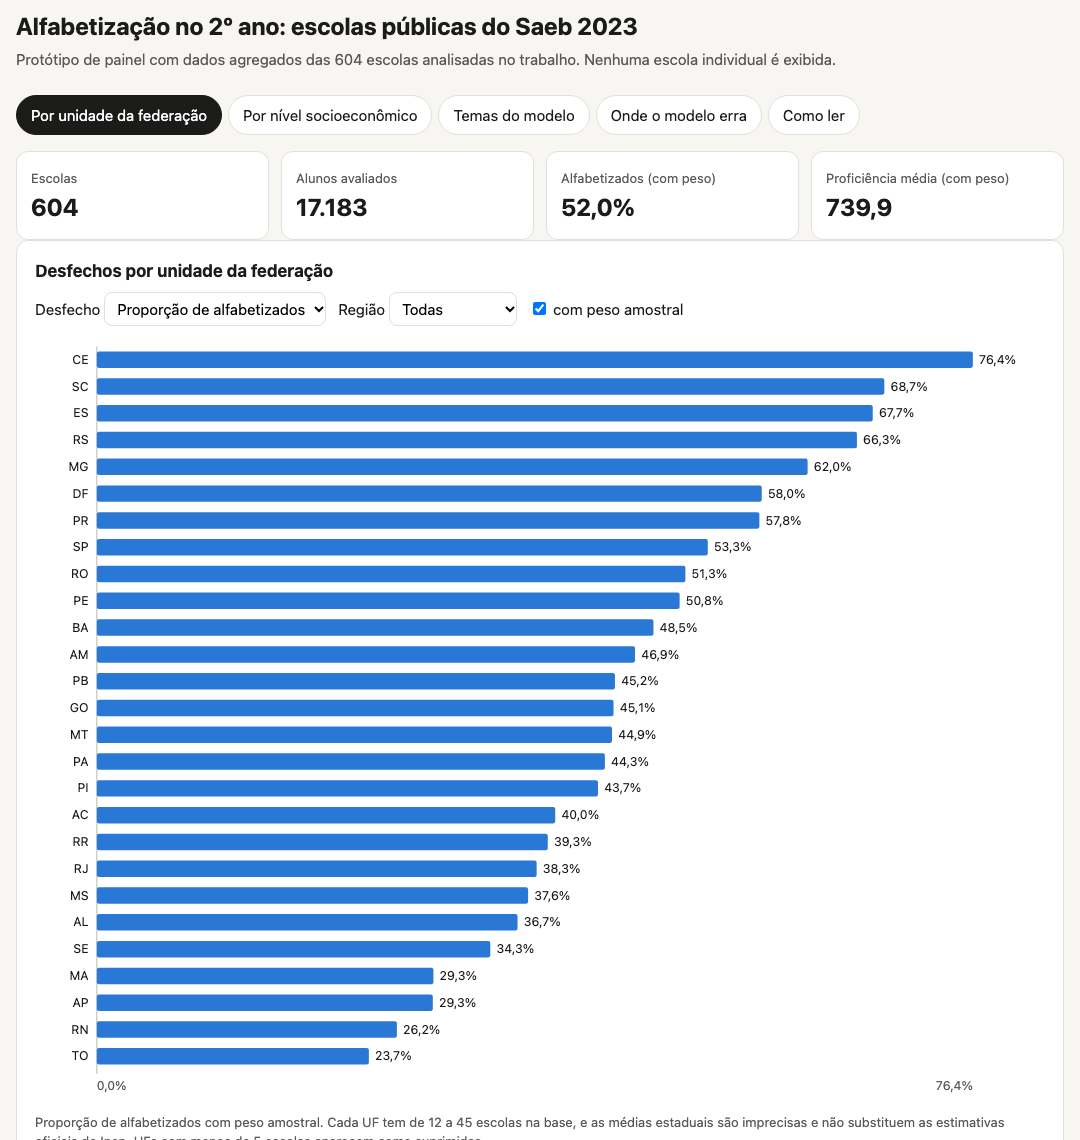 Alfabetização no 2º ano: escolas públicas do Saeb 2023
Protótipo de painel com dados agregados das 604 escolas analisadas no trabalho. Nenhuma escola individual é exibida.
Por unidade da federação
Por nível socioeconômico
Temas do modelo
Onde o modelo erra
Como ler
Escolas
604
Alunos avaliados
17.183
Alfabetizados (com peso)
52,0%
Proficiência média (com peso)
739,9
Desfechos por unidade da federação
Desfecho Proporção de alfabetizados Região Todas com peso amostral
CE 76,4%
SC 68,7%
ES 67,7%
RS 66,3%
MG 62,0%
DF 58,0%
PR 57,8%
SP 53,3%
RO 51,3%
PE 50,8%
BA 48,5%
AM 46,9%
PB 45,2%
GO 45,1%
MT 44,9%
PA 44,3%
PI 43,7%
AC 40,0%
RR 39,3%
RJ 38,3%
MS 37,6%
AL 36,7%
SE 34,3%
MA 29,3%
AP 29,3%
RN 26,2%
TO 23,7%
0,0% 76,4%
Proporção de alfabetizados com peso amostral. Cada UF tem de 12 a 45 escolas na base, e as médias estaduais são imprecisas e não substituem as estimativas